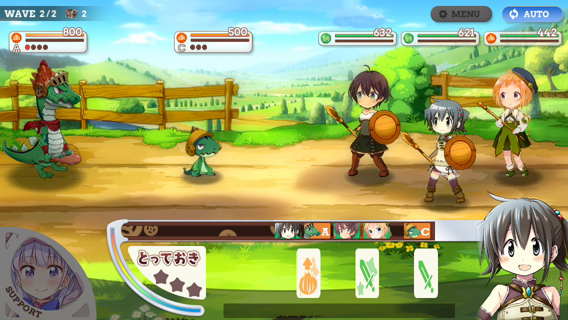 WAVE 2/2 2
MENU
AUTO
800
A
500
C
632
621
442
A
C
とっておき
SUPPORT